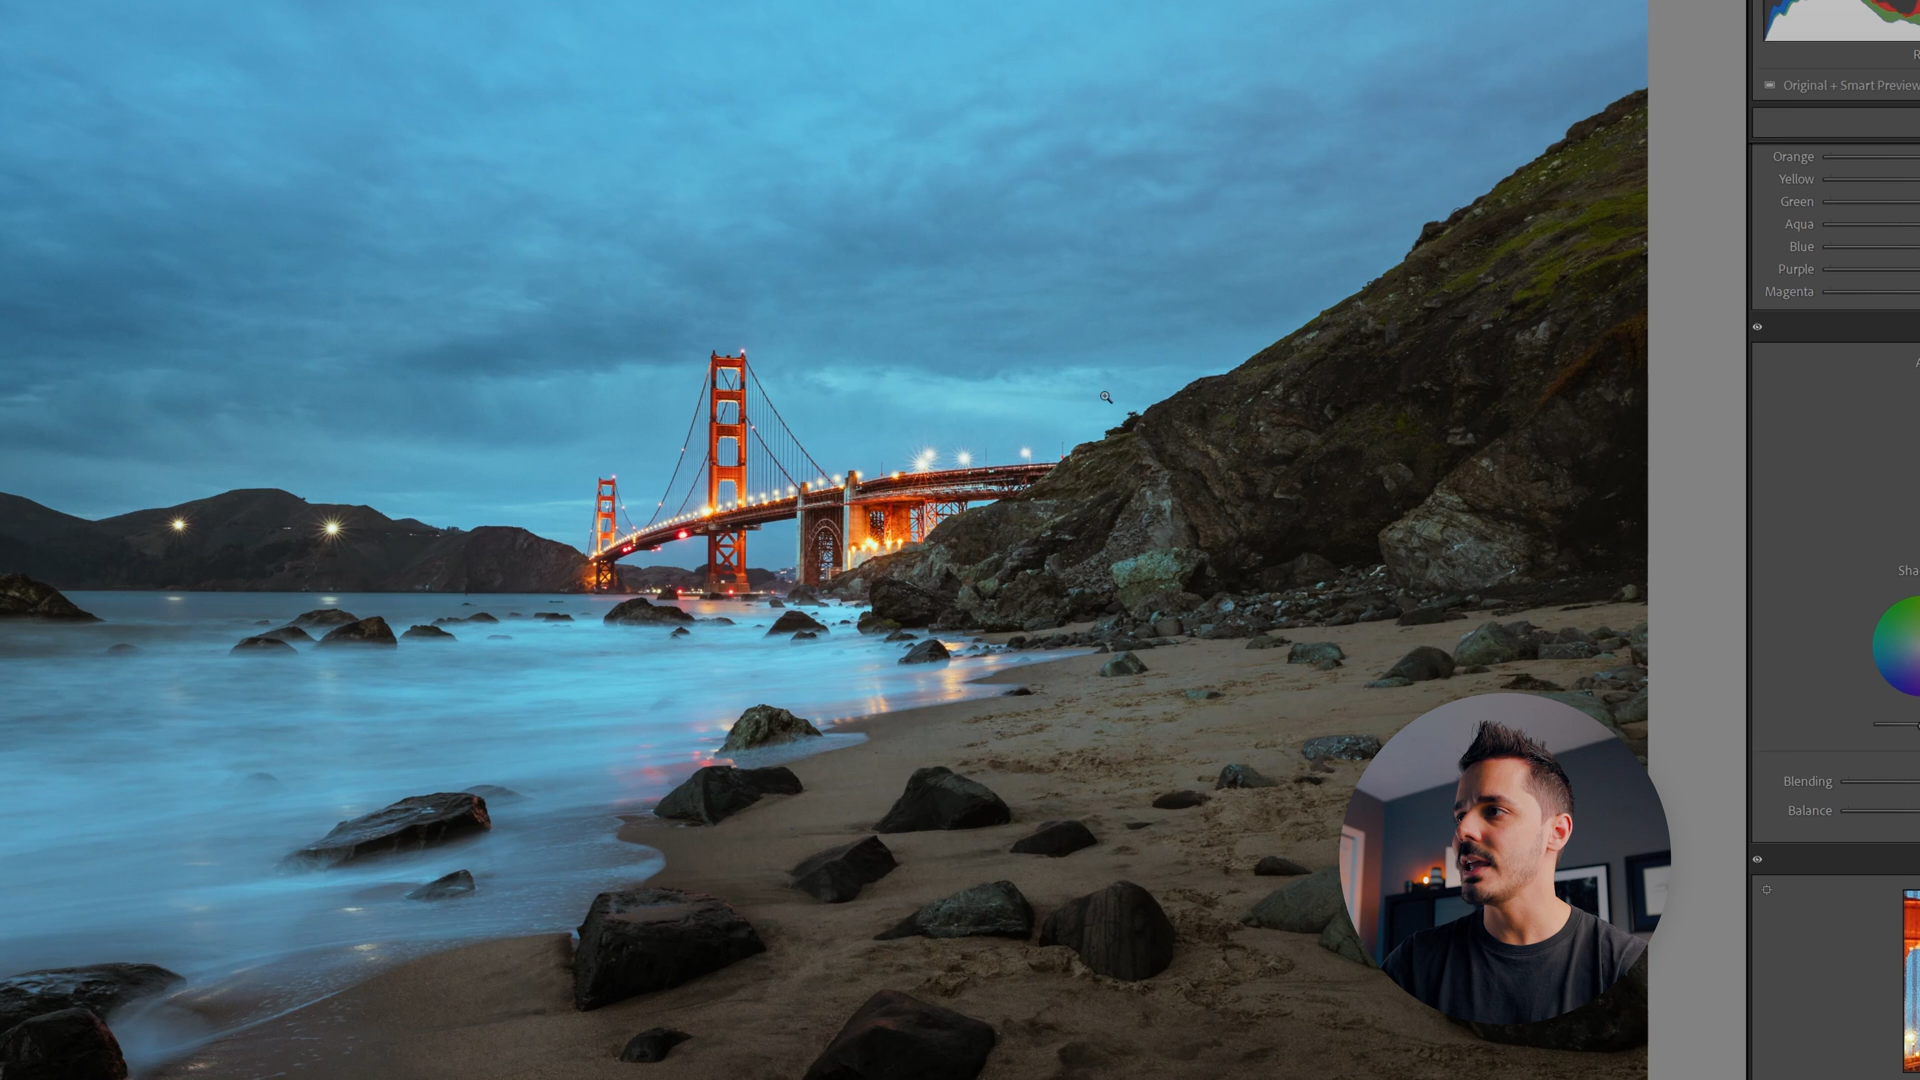 Original + Smart Preview
Orange
Yellow
Green
Aqua
Blue
Purple
Magenta
Blending
Balance